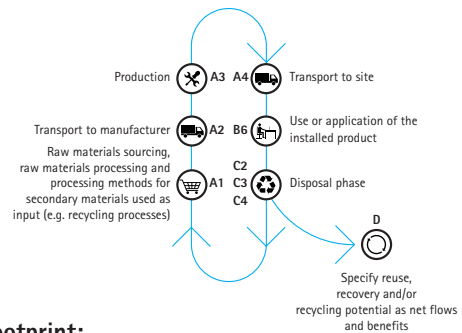 Production
A3
A4
Transport to site
Transport to manufacturer
A2
B6
Use or application of the
installed product
Raw materials sourcing,
raw materials processing and
processing methods for
secondary materials used as
input (e.g. recycling processes)
A1
C2
C3
C4
Disposal phase
D
Specify reuse,
recovery and/or
recycling potential as net flows
and benefits